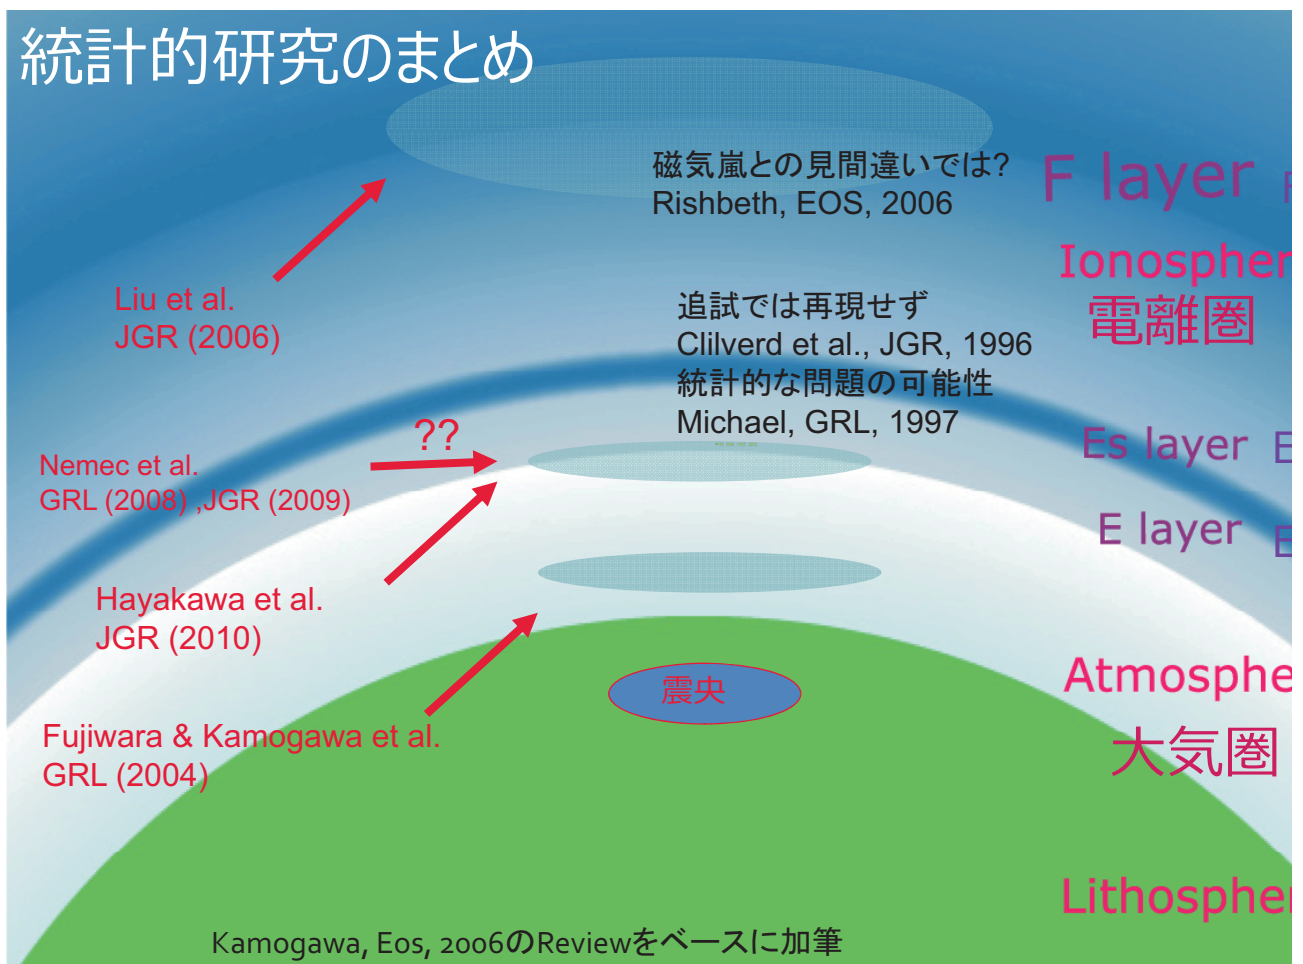 統計的研究のまとめ
磁気嵐との見間違いでは?
Rishbeth, EOS, 2006
F layer F
Ionospher
電離圏
Liu et al.
JGR (2006)
追試では再現せず
Clilverd et al., JGR, 1996
統計的な問題の可能性
Michael, GRL, 1997
??
Es layer E
Nemec et al.
GRL (2008) ,JGR (2009)
E layer E
Hayakawa et al.
JGR (2010)
震央
Atmosphe
大気圏
Fujiwara & Kamogawa et al.
GRL (2004)
Lithospher
Kamogawa, Eos, 2006のReviewをベースに加筆